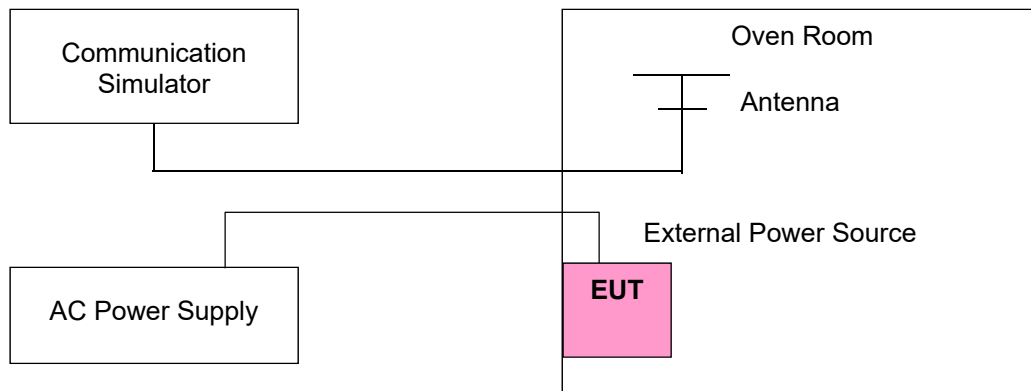 Communication
Simulator
Oven Room
Antenna
External Power Source
EUT
AC Power Supply